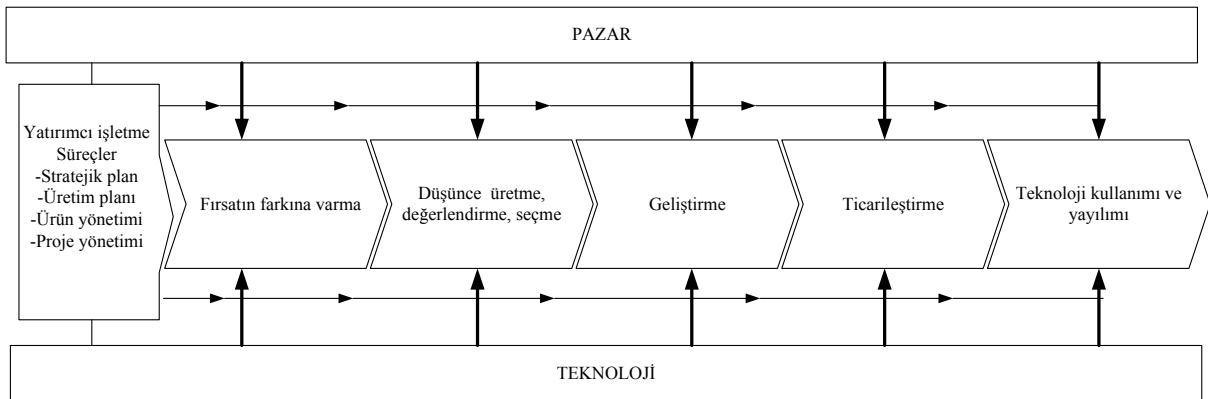 PAZAR
Yatırımcı işletme
Süreçler
-Stratejik plan
-Üretim planı
-Ürün yönetimi
-Proje yönetimi
Fırsatın farkına varma
Düşünce üretme,
değerlendirme, seçme
Geliştirme
Ticarileştirme
Teknoloji kullanımı ve
yayılımı
TEKNOLOJİ